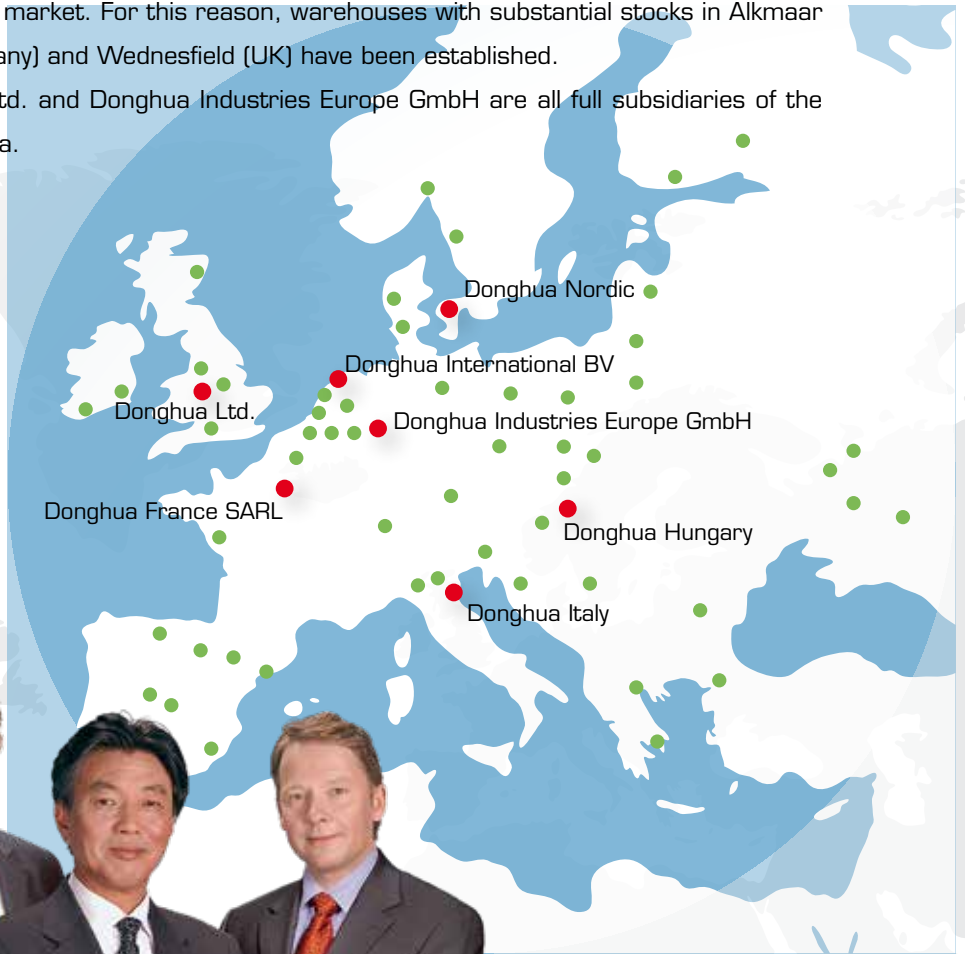 market. For this reason, warehouses with substantial stocks in Alkmaar
any) and Wednesfield (UK) have been established.
td. and Donghua Industries Europe GmbH are all full subsidiaries of the
a.
Donghua Nordic
Donghua International BV
Donghua Ltd.
Donghua Industries Europe GmbH
Donghua France SARL
Donghua Hungary
Donghua Italy